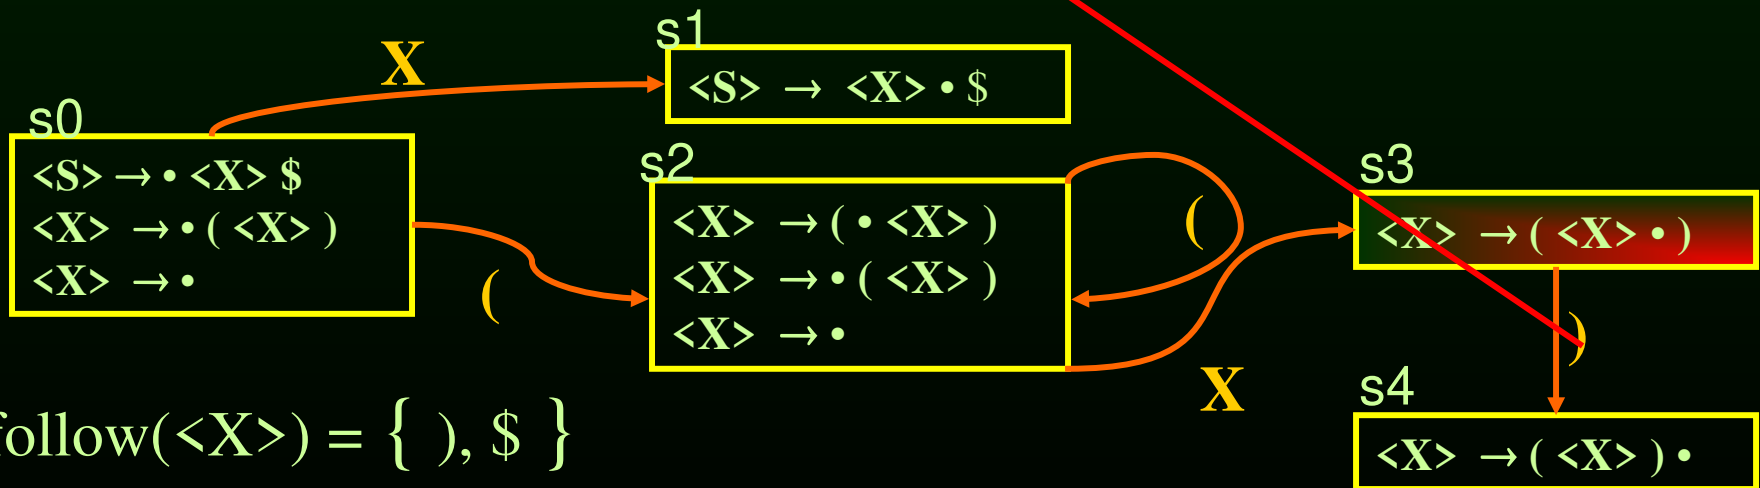 s1
X
<S> → <X> • $
s0
<S> → • <X> $
<X> → • ( <X> )
<X> → •
(
s2
<X> → ( • <X> )
<X> → • ( <X> )
<X> → •
(
X
s3
<X> → ( <X> • )
)
s4
<X> → ( <X> ) •
follow(<X>) = { ), $ }